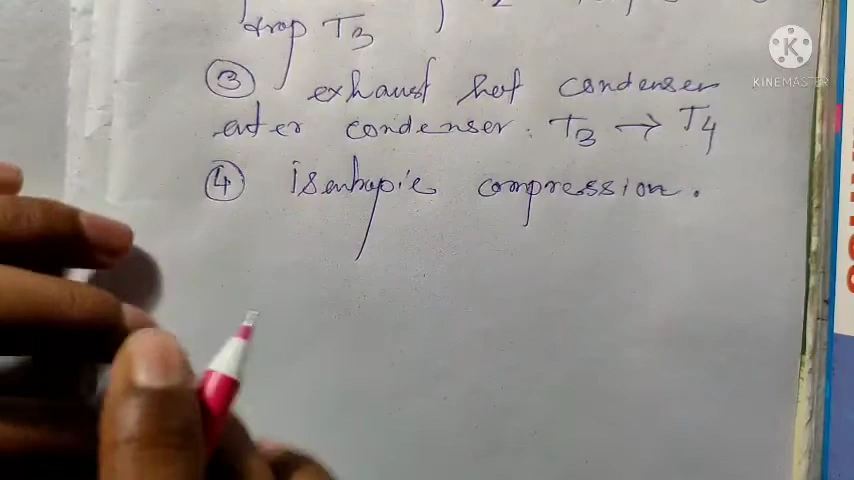 drop T3
③ exhaust hot condenser
enter condenser. T3 → T4
④ isentropic compression.
K
KINEMASTER